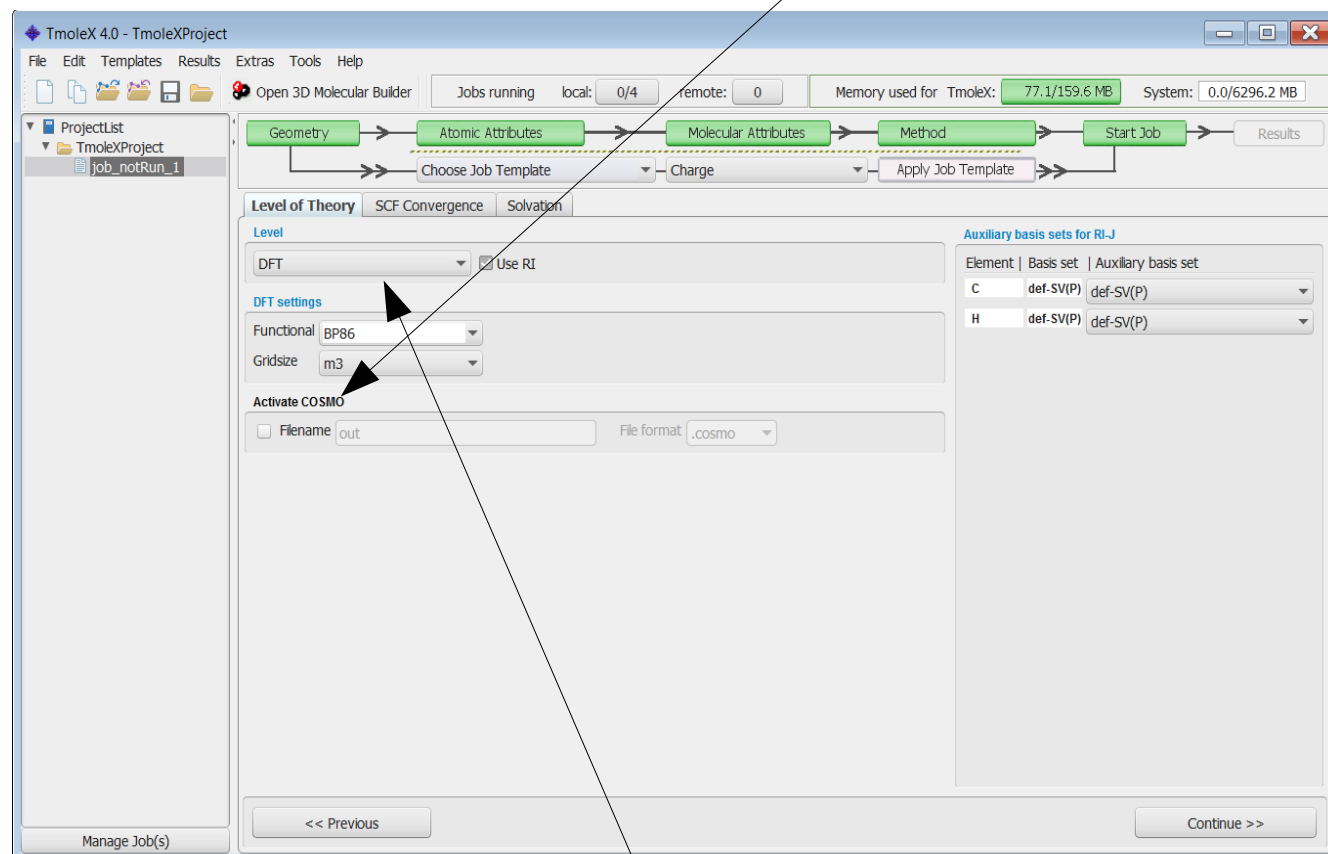 TmoleX 4.0 - TmoleXProject
File Edit Templates Results Extras Tools Help
Open 3D Molecular Builder Jobs running local: 0/4 remote: 0 Memory used for TmoleX: 77.1/159.6 MB System: 0.0/6296.2 MB
ProjectList
TmoleXProject
job_notRun_1
Geometry Atomic Attributes Molecular Attributes Method Start Job Results
Choose Job Template Charge Apply Job Template
Level of Theory SCF Convergence Solvation
Level
DFT Use RI
DFT settings
Functional BP86
Gridsize m3
Activate COSMO
Filename out File format .cosmo
Auxiliary basis sets for RI-J
Element | Basis set | Auxiliary basis set
C def-SV(P) def-SV(P)
H def-SV(P) def-SV(P)
<< Previous Continue >>
Manage Job(s)